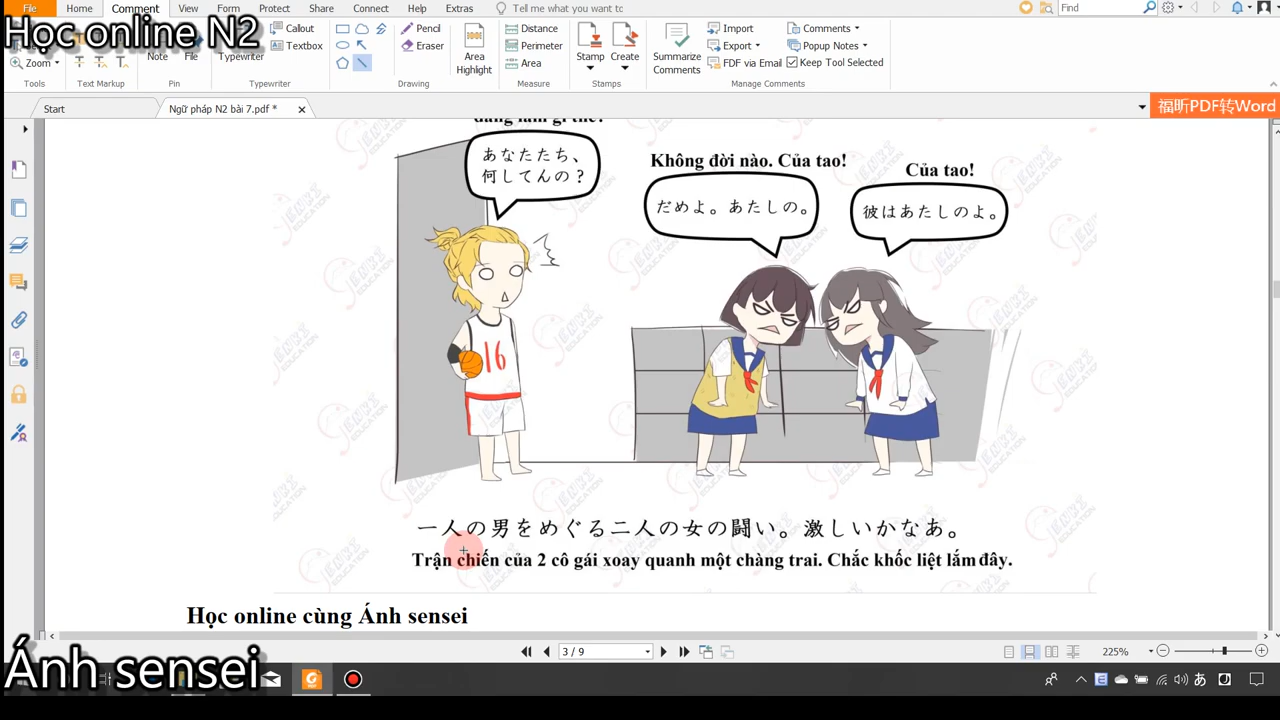 File Home Comment View Form Protect Share Connect Help Extras Tell me what you want to do Find
Học online N2
Callout
Textbox
Pencil
Eraser
Area Highlight
Distance
Perimeter
Area
Stamp
Create
Summarize Comments
Import
Export
FDF via Email
Comments
Popup Notes
Keep Tool Selected
Zoom
Typewriter
Note
File
Tools Text Markup Pin Typewriter Drawing Measure Stamps Manage Comments
Start Ngữ pháp N2 bài 7.pdf *
福昕PDF转Word
あなたたち、
何してんの？
Không đời nào. Của tao!
だめよ。あたしの。
Của tao!
彼はあたしのよ。
16
一人の男をめぐる二人の女の闘い。激しいかなあ。
Trận chiến của 2 cô gái xoay quanh một chàng trai. Chắc khốc liệt lắm đây.
Học online cùng Ánh sensei
3 / 9
225%
Ánh sensei
あ